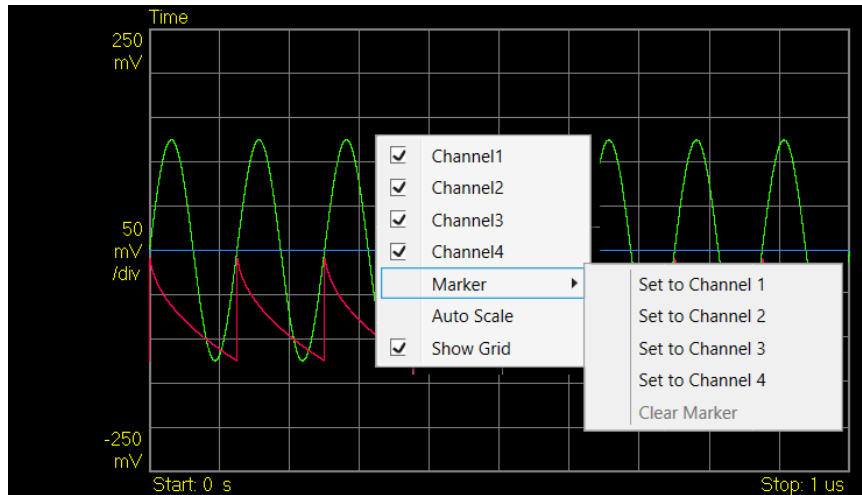 Time
250
mV
50
mV
/div
-250
mV
Start: 0 s
Stop: 1 us
Channel1
Channel2
Channel3
Channel4
Marker
Auto Scale
Show Grid
Set to Channel 1
Set to Channel 2
Set to Channel 3
Set to Channel 4
Clear Marker